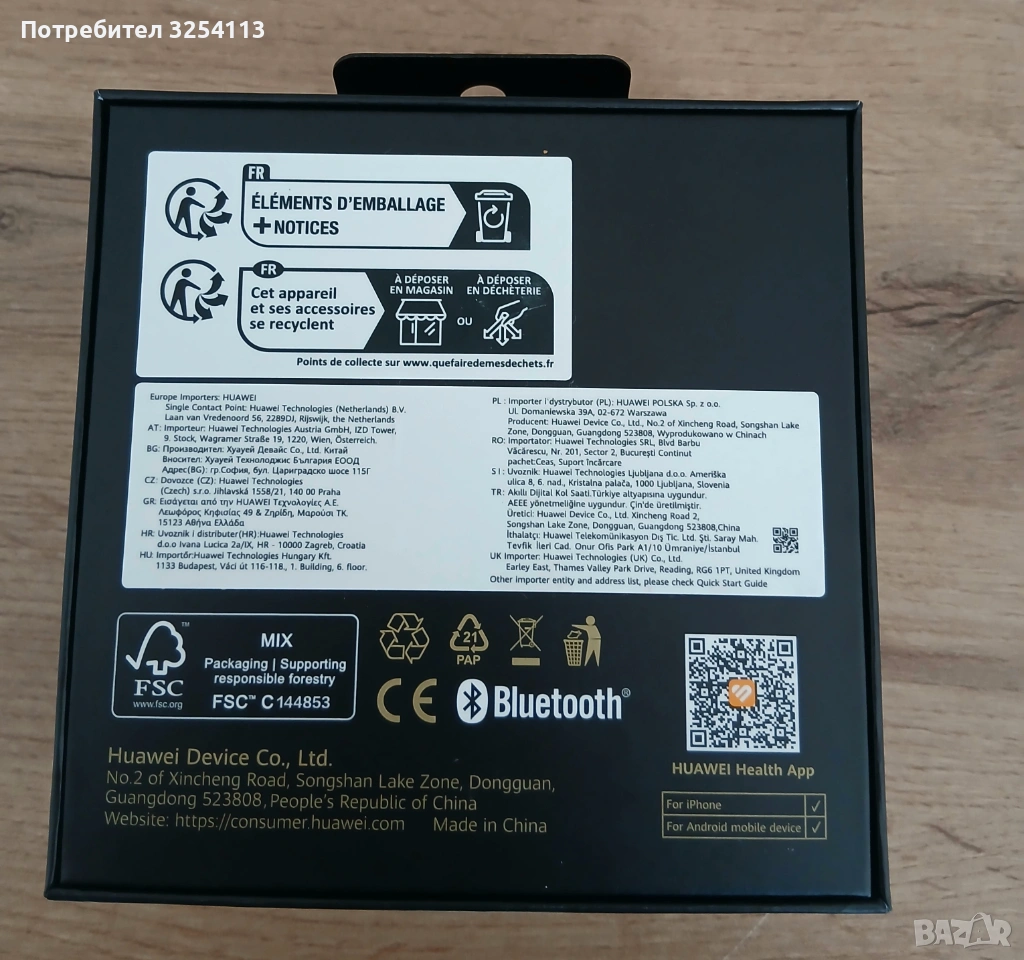 Потребител 3254113
FR
ÉLÉMENTS D'EMBALLAGE
+ NOTICES
FR
Cet appareil
et ses accessoires
se recyclent
À DÉPOSER
EN MAGASIN
OU
À DÉPOSER
EN DÉCHÈTERIE
Points de collecte sur www.quefairedemesdechets.fr
Europe Importers: HUAWEI
Single Contact Point: Huawei Technologies (Netherlands) B.V.
Laan van Vredenoord 56, 2289DJ, Rijswijk, the Netherlands
AT: Importeur: Huawei Technologies Austria GmbH, IZD Tower,
9. Stock, Wagramer Straße 19, 1220, Wien, Österreich.
BG: Производител: Хуауей Девайс Со., Ltd. Китай
Вносител: Хуауей Технолоджис България ЕООД
Адрес(BG): гр.София, бул. Цариградско шосе 115Г
CZ: Dovozce (CZ): Huawei Technologies
(Czech) s.r.o. Jihlavská 1558/21, 140 00 Praha
GR: Εισάγεται από την HUAWEI Τεχνολογίες Α.Ε.
Λεωφόρος Κηφισίας 49 & Ζηρίδη, Μαρούσι ΤΚ.
15123 Αθήνα Ελλάδα
HR: Uvoznik i distributer(HR):Huawei Technologies
d.o.o Ivana Lucica 2a/IX, HR - 10000 Zagreb, Croatia
HU: Importőr:Huawei Technologies Hungary Kft.
1133 Budapest, Váci út 116-118., 1. Building, 6. floor.
PL : Importer i dystrybutor (PL): HUAWEI POLSKA Sp. z o.o.
Ul. Domaniewska 39A, 02-672 Warszawa
Producent: Huawei Device Co., Ltd., No.2 of Xincheng Road, Songshan Lake
Zone, Dongguan, Guangdong 523808, Wyprodukowano w Chinach
RO: Importator: Huawei Technologies SRL, Blvd Barbu
Văcărescu, Nr. 201, Sector 2, București Continut
pachet:Ceas, Suport încărcare
SI: Uvoznik: Huawei Technologies Ljubljana d.o.o. Ameriška
ulica 8, 6. nad., Kristalna palača, 1000 Ljubljana, Slovenia
TR: Akıllı Dijital Kol Saati.Türkiye altyapısına uygundur.
AEEE yönetmeliğine uygundur. Çin'de üretilmiştir.
Üretici: Huawei Device Co., Ltd. Xincheng Road 2,
Songshan Lake Zone, Dongguan, Guangdong 523808,China
İthalatçı: Huawei Telekomünikasyon Dış Tic. Ltd. Şti. Saray Mah.
Tevfik İleri Cad. Onur Ofis Park A1/10 Ümraniye/İstanbul
UK Importer: Huawei Technologies (UK) Co., Ltd.
Earley East, Thames Valley Park Drive, Reading, RG6 1PT, United Kingdom
Other importer entity and address list, please check Quick Start Guide
FSC
www.fsc.org
MIX
Packaging | Supporting
responsible forestry
FSC™ C144853
21
PAP
CE
Bluetooth®
Huawei Device Co., Ltd.
No.2 of Xincheng Road, Songshan Lake Zone, Dongguan,
Guangdong 523808, People's Republic of China
Website: https://consumer.huawei.com Made in China
HUAWEI Health App
For iPhone ✓
For Android mobile device ✓
BAZAR